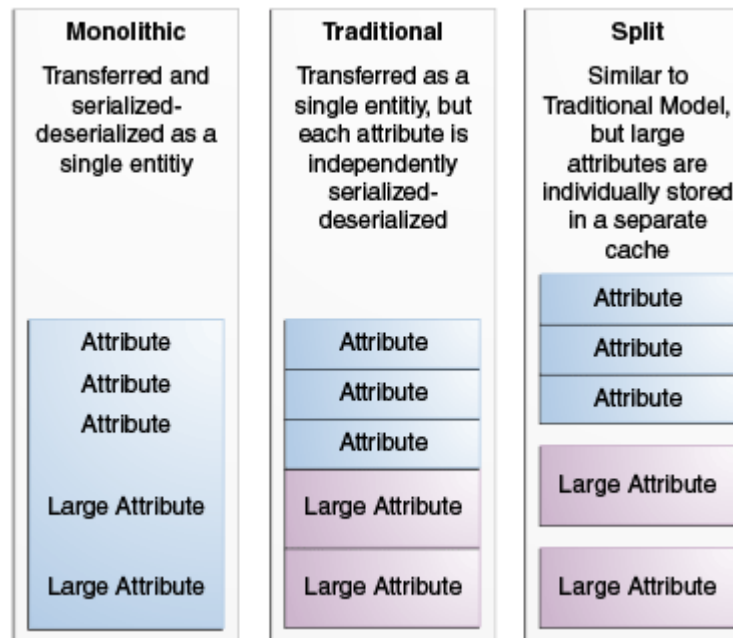 Monolithic
Transferred and
serialized-
deserialized as a
single entitiy
Attribute
Attribute
Attribute
Large Attribute
Large Attribute
Traditional
Transferred as a
single entitiy, but
each attribute is
independently
serialized-
deserialized
Attribute
Attribute
Attribute
Large Attribute
Large Attribute
Split
Similar to
Traditional Model,
but large
attributes are
individually stored
in a separate
cache
Attribute
Attribute
Attribute
Large Attribute
Large Attribute